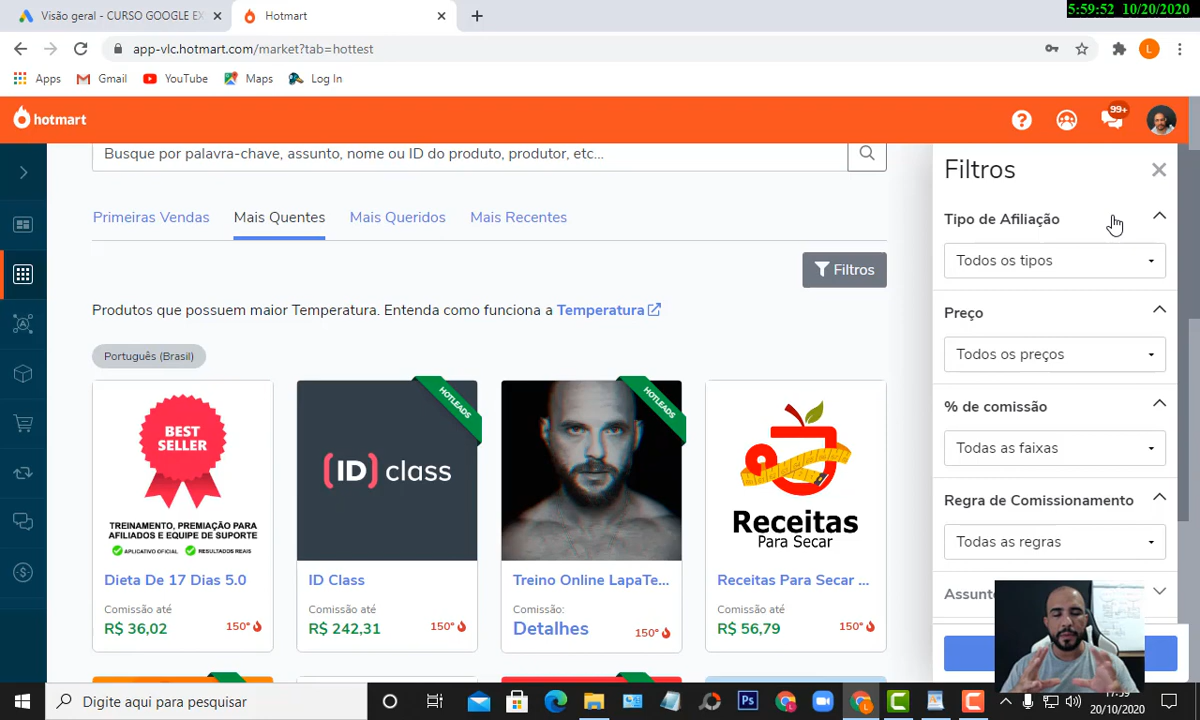 5:59:52 10/20/2020
Visão geral - CURSO GOOGLE EX
Hotmart
app-vlc.hotmart.com/market?tab=hottest
L
Apps
Gmail
YouTube
Maps
Log In
hotmart
99+
Busque por palavra-chave, assunto, nome ou ID do produto, produtor, etc...
Primeiras Vendas
Mais Quentes
Mais Queridos
Mais Recentes
Filtros
Produtos que possuem maior Temperatura. Entenda como funciona a Temperatura
Português (Brasil)
BEST
SELLER
TREINAMENTO, PREMIAÇÃO PARA
AFILIADOS E EQUIPE DE SUPORTE
APLICATIVO OFICIAL
RESULTADOS REAIS
Dieta De 17 Dias 5.0
Comissão até
R$ 36,02
150°
HOTLEADS
(ID) class
ID Class
Comissão até
R$ 242,31
150°
HOTLEADS
Treino Online LapaTe...
Comissão:
Detalhes
150°
Receitas
Para Secar
Receitas Para Secar ...
Comissão até
R$ 56,79
150°
Filtros
Tipo de Afiliação
Todos os tipos
Preço
Todos os preços
% de comissão
Todas as faixas
Regra de Comissionamento
Todas as regras
Digite aqui para pesquisar
Ps
17:59
20/10/2020